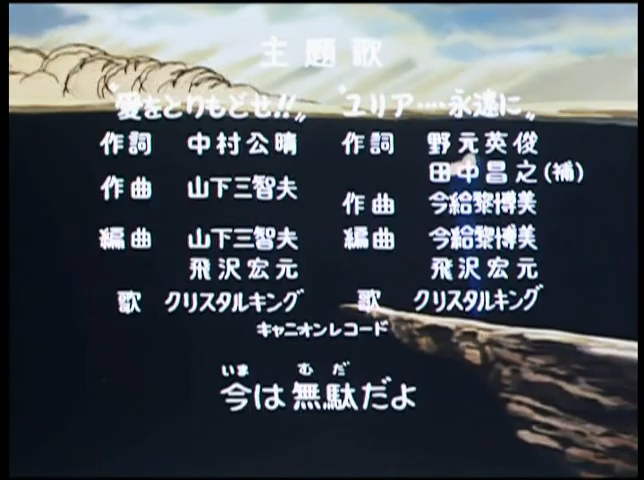 主題歌
"愛をとりもどせ!!" "ユリア‥‥永遠に"
作詞 中村公晴 作詞 野元英俊
田中昌之(補)
作曲 山下三智夫 作曲 今給黎博美
編曲 山下三智夫 編曲 今給黎博美
飛沢宏元 飛沢宏元
歌 クリスタルキング 歌 クリスタルキング
キャニオンレコード
いま むだ
今は無駄だよ